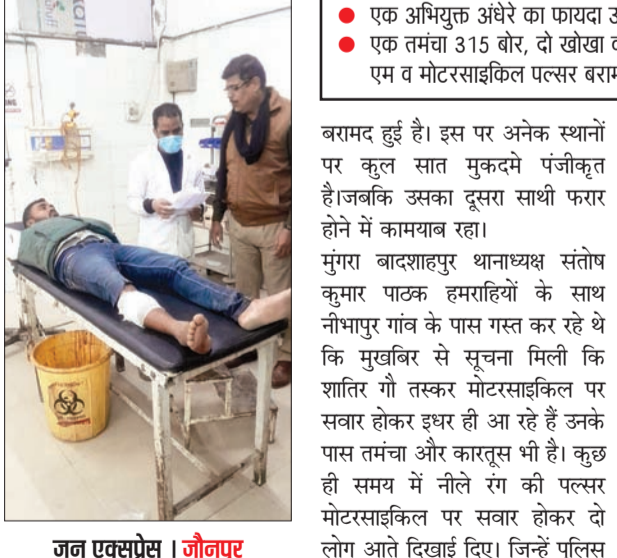 एक अभियुक्त अंधेरे का फायदा
एक तमंचा 315 बोर, दो खोखा
एम व मोटरसाइकिल पल्सर
बरामद हुई है। इस पर अनेक स्थानों
पर कुल सात मुकदमे पंजीकृत
है।जबकि उसका दूसरा साथी फरार
होने में कामयाब रहा।
मुंगरा बादशाहपुर थानाध्यक्ष संतोष
कुमार पाठक हमराहियों के साथ
नीभापुर गांव के पास गस्त कर रहे थे
कि मुखबिर से सूचना मिली कि
शातिर गौ तस्कर मोटरसाइकिल पर
सवार होकर इधर ही आ रहे हैं उनके
पास तमंचा और कारतूस भी है। कुछ
ही समय में नीले रंग की पल्सर
मोटरसाइकिल पर सवार होकर दो
लोग आते दिखाई दिए। जिन्हें पुलिस
जन एक्सप्रेस । जौनपुर